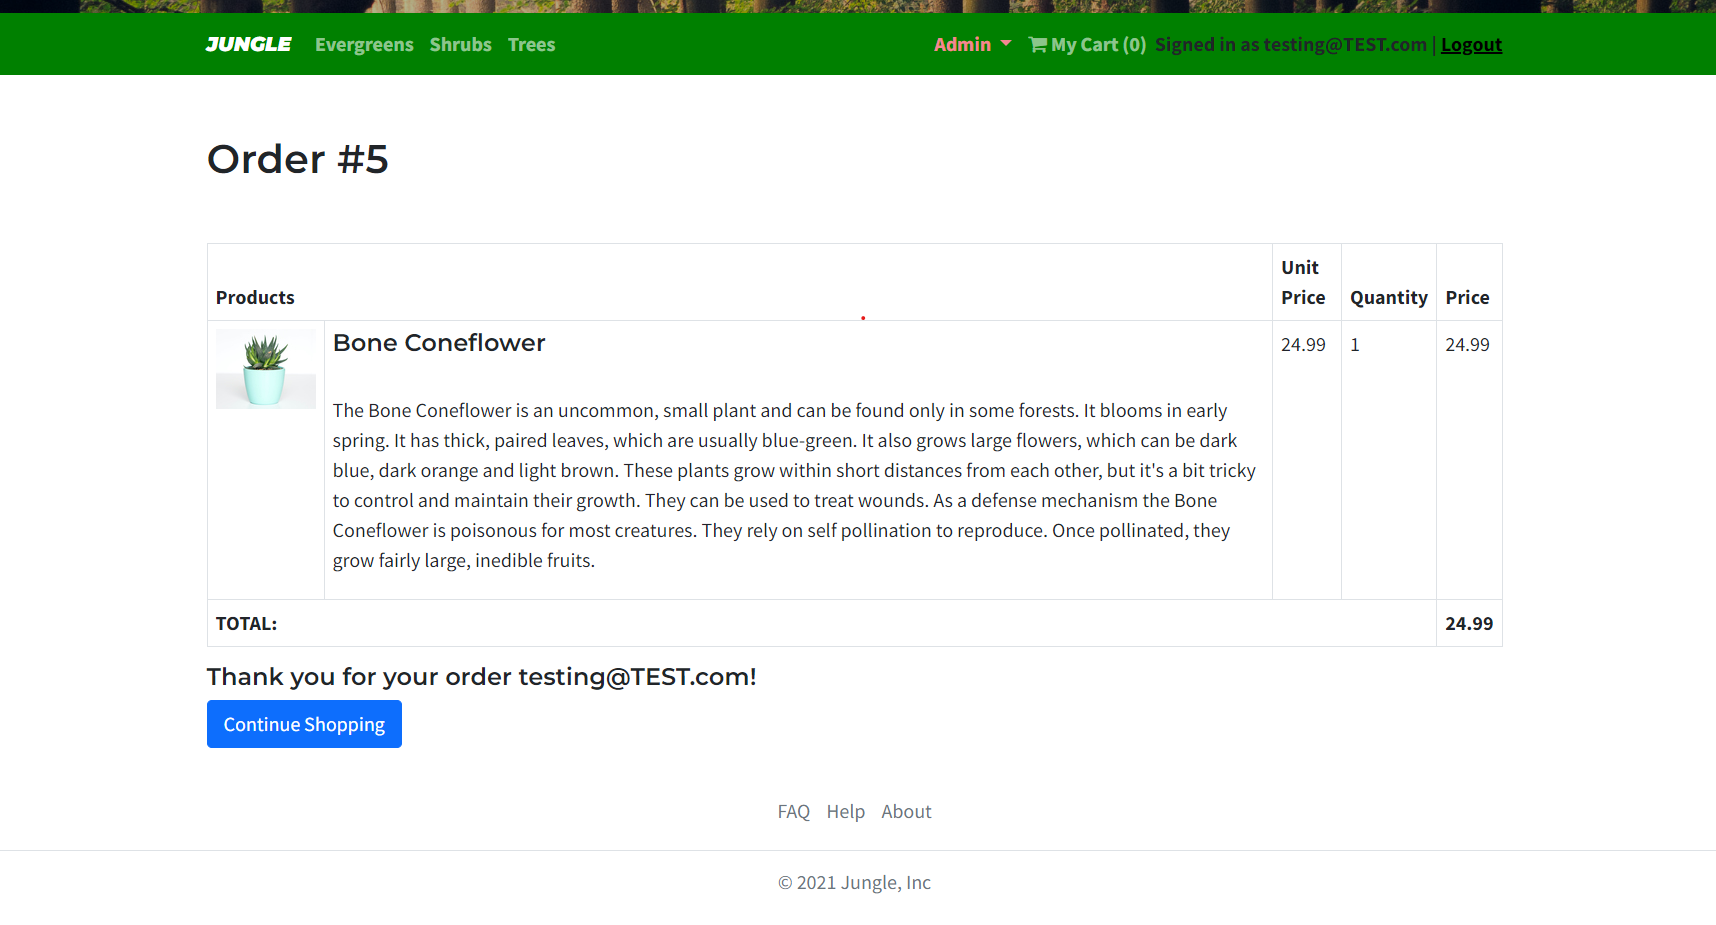 JUNGLE Evergreens Shrubs Trees Admin My Cart (0) Signed in as testing@TEST.com | Logout
Order #5
Products Unit Price Quantity Price
Bone Coneflower 24.99 1 24.99
The Bone Coneflower is an uncommon, small plant and can be found only in some forests. It blooms in early
spring. It has thick, paired leaves, which are usually blue-green. It also grows large flowers, which can be dark
blue, dark orange and light brown. These plants grow within short distances from each other, but it's a bit tricky
to control and maintain their growth. They can be used to treat wounds. As a defense mechanism the Bone
Coneflower is poisonous for most creatures. They rely on self pollination to reproduce. Once pollinated, they
grow fairly large, inedible fruits.
TOTAL: 24.99
Thank you for your order testing@TEST.com!
Continue Shopping
FAQ Help About
© 2021 Jungle, Inc